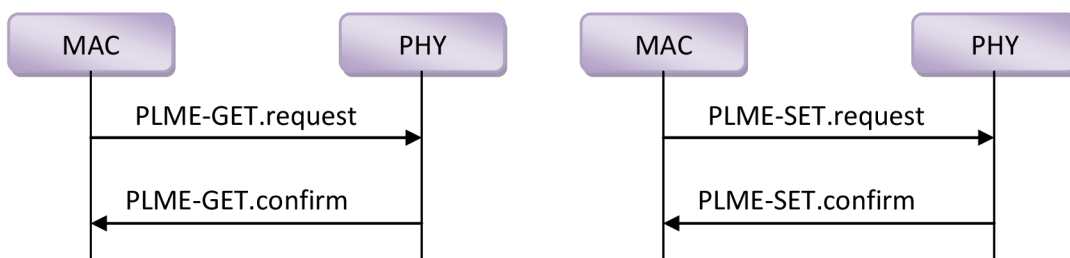 MAC
PHY
MAC
PHY
PLME-GET.request
PLME-SET.request
PLME-GET.confirm
PLME-SET.confirm